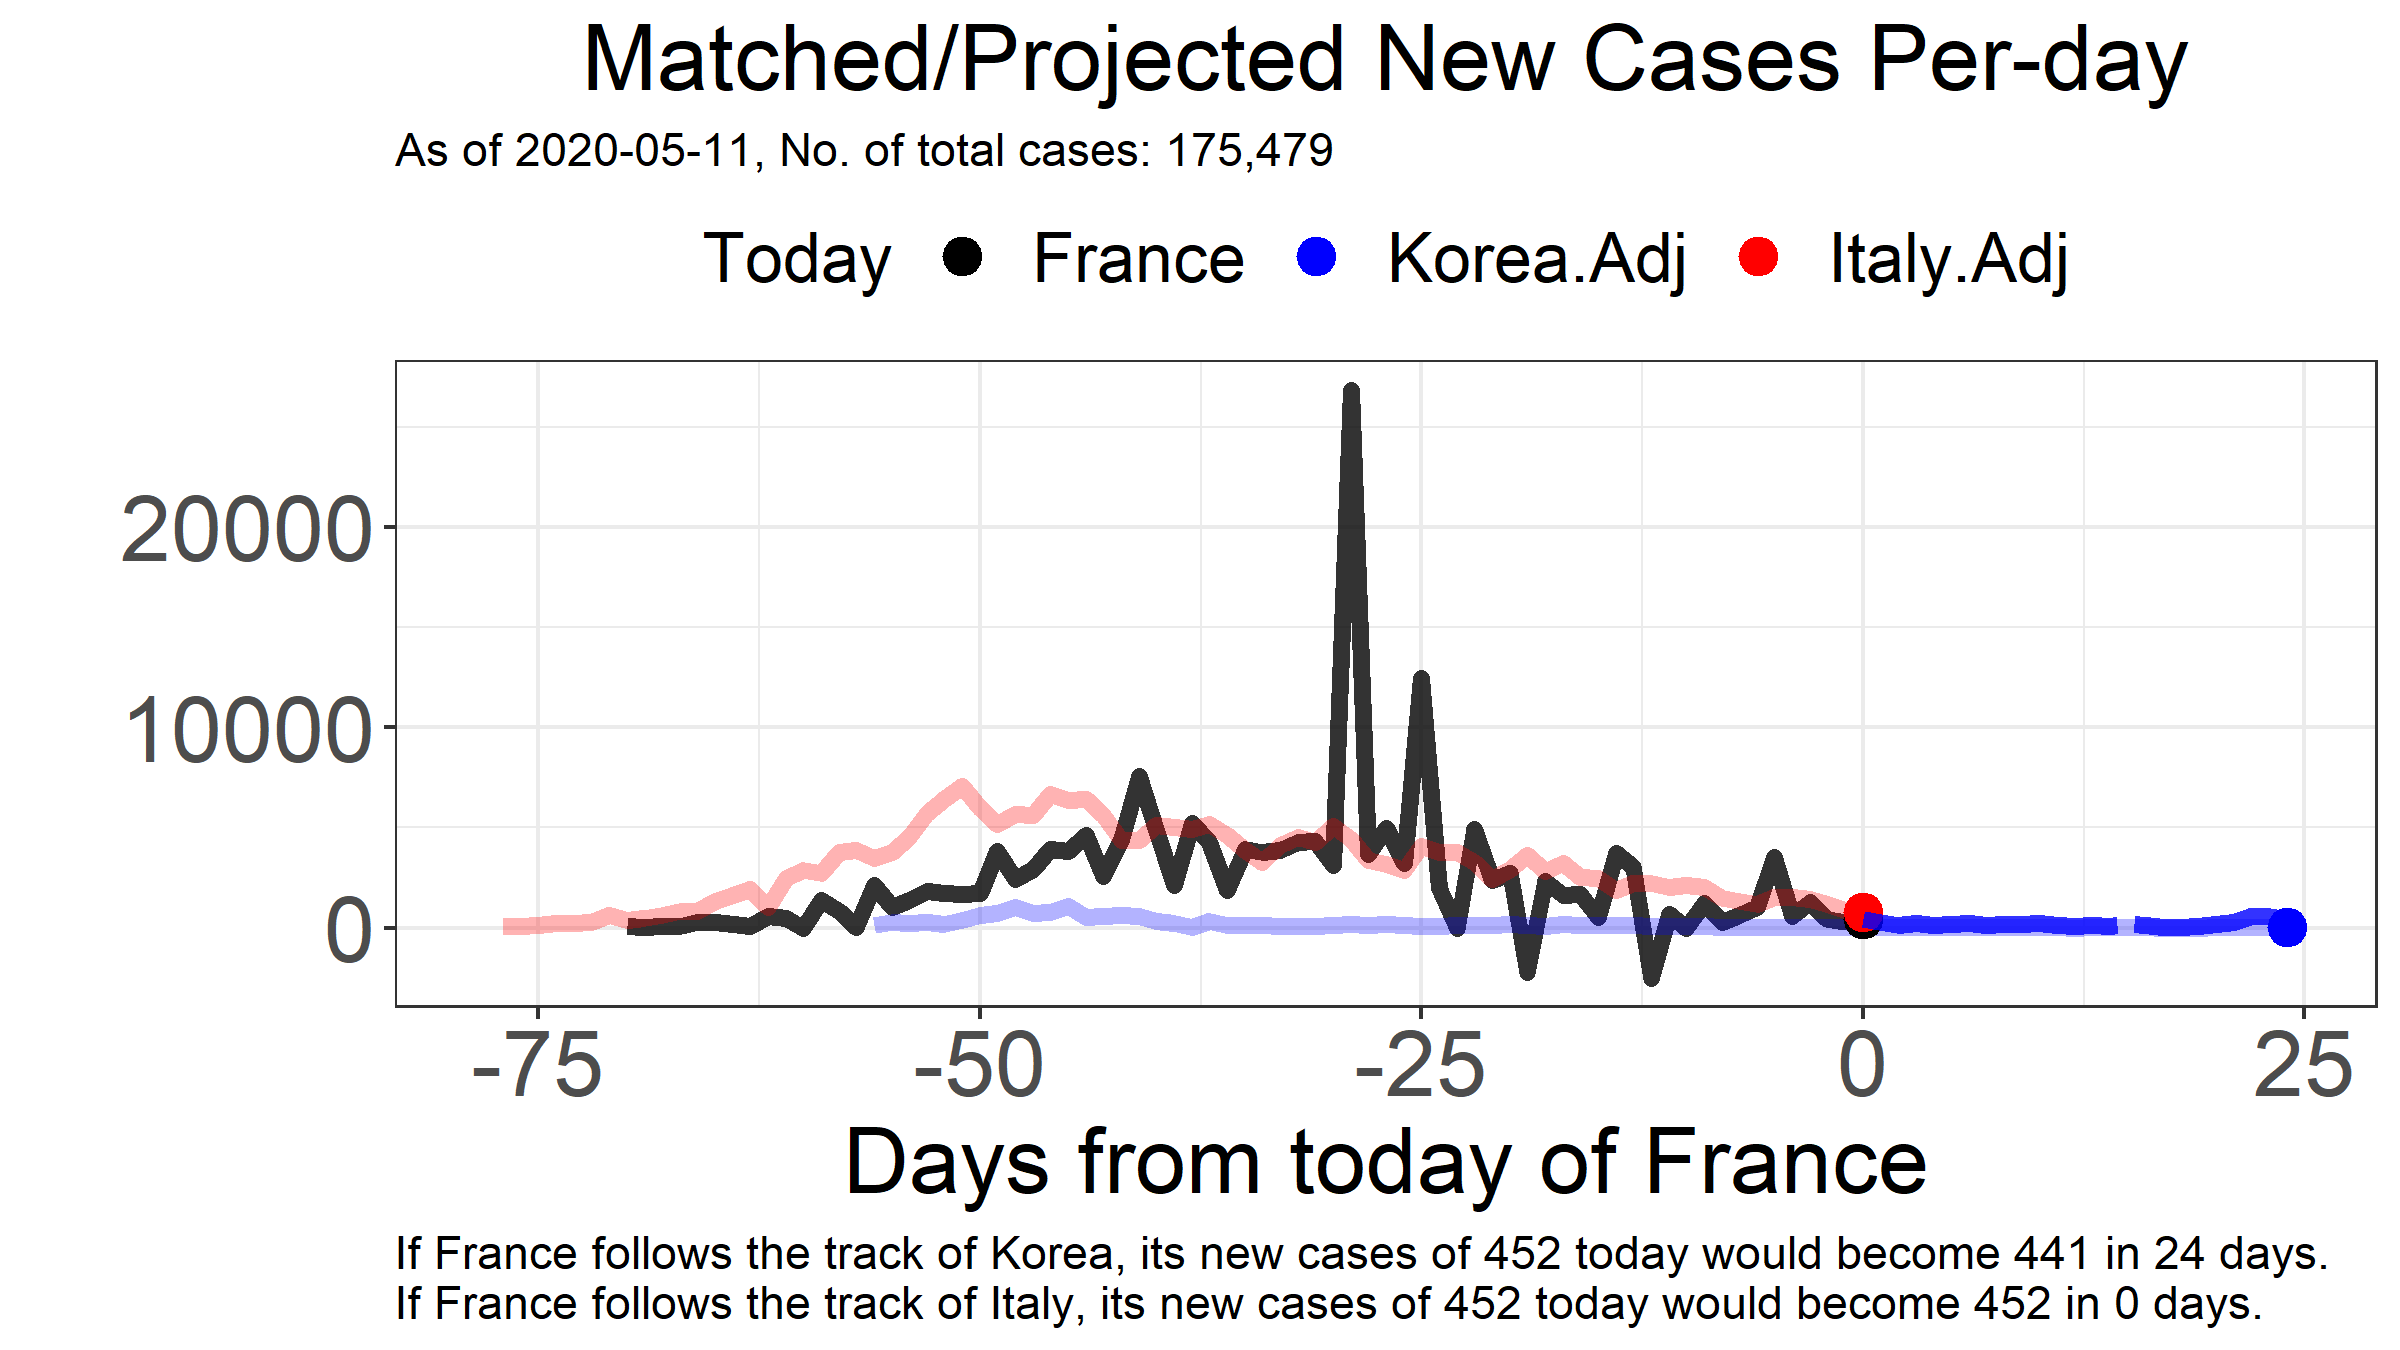 Matched/Projected New Cases Per-day
As of 2020-05-11, No. of total cases: 175,479
Today France Korea.Adj Italy.Adj
20000
10000
0
-75 -50 -25 0 25
Days from today of France
If France follows the track of Korea, its new cases of 452 today would become 441 in 24 days.
If France follows the track of Italy, its new cases of 452 today would become 452 in 0 days.